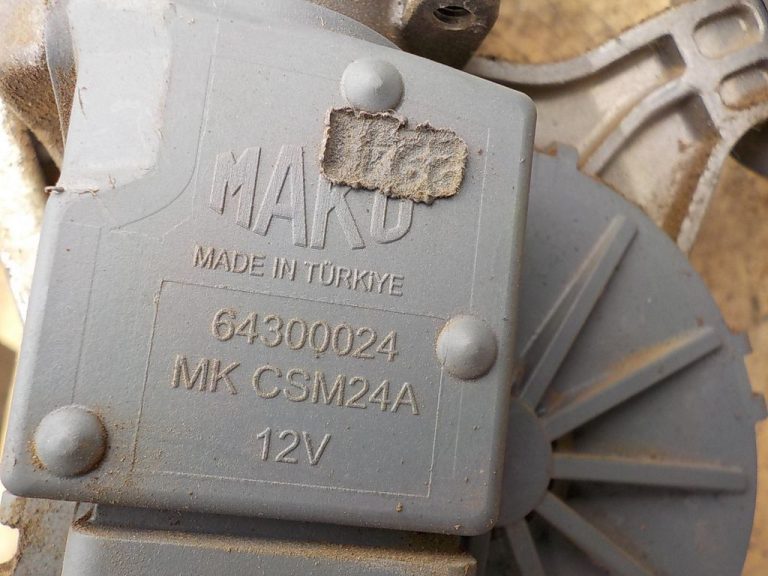 MAKO
MADE IN TÜRKİYE
64300024
MK CSM24A
12V